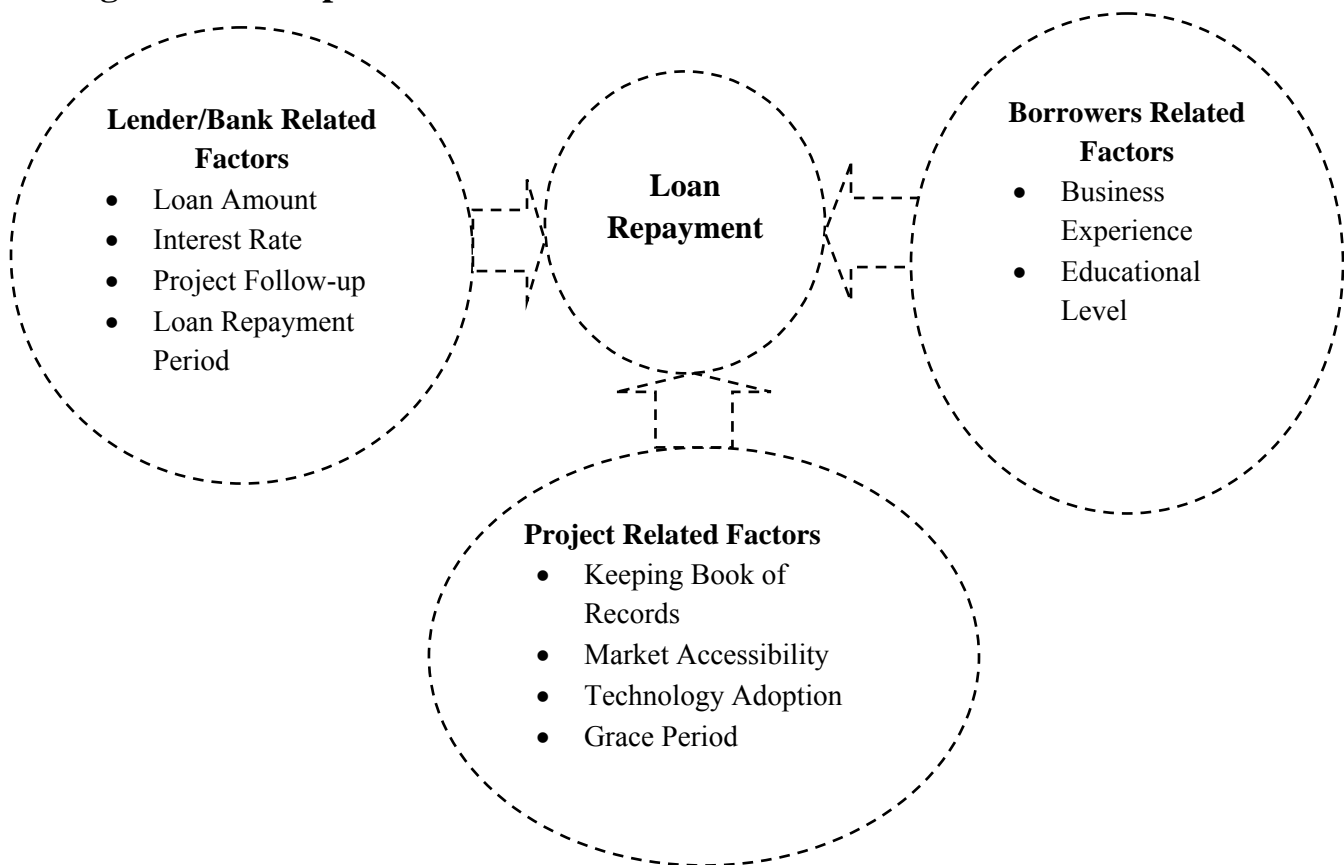 Lender/Bank Related
Factors
• Loan Amount
• Interest Rate
• Project Follow-up
• Loan Repayment
Period
Loan
Repayment
Borrowers Related
Factors
• Business
Experience
• Educational
Level
Project Related Factors
• Keeping Book of
Records
• Market Accessibility
• Technology Adoption
• Grace Period